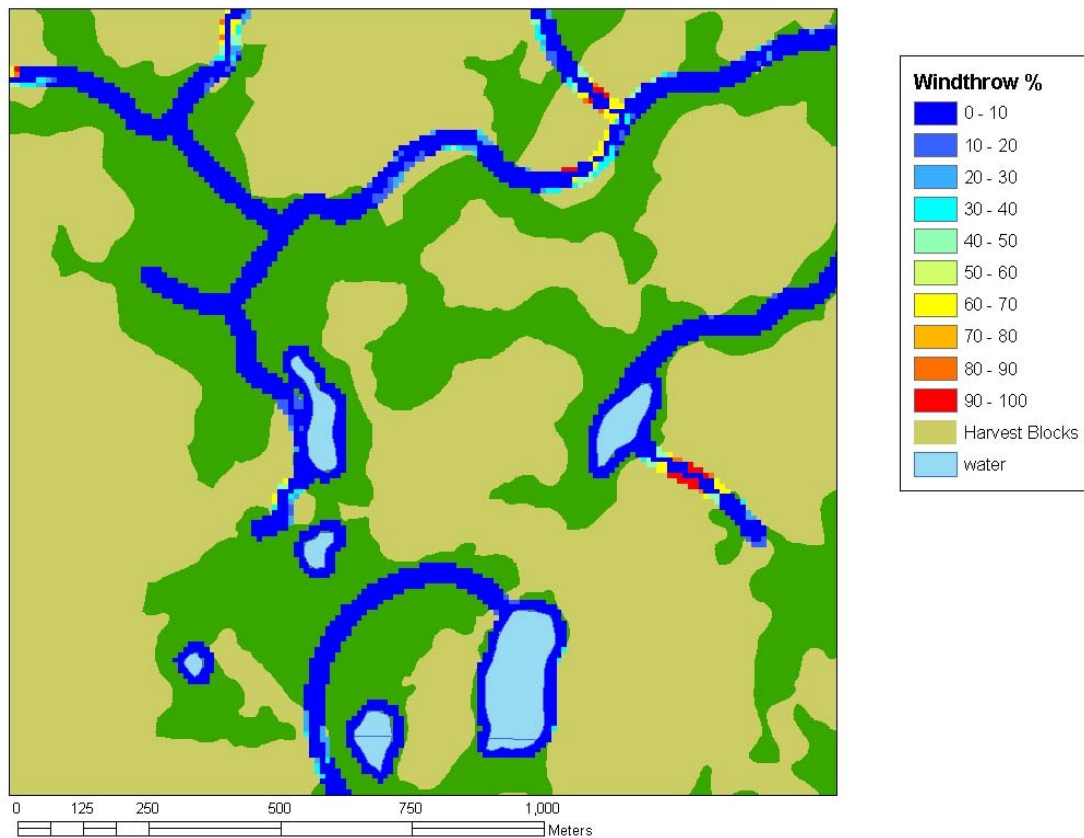 Windthrow %
0 - 10
10 - 20
20 - 30
30 - 40
40 - 50
50 - 60
60 - 70
70 - 80
80 - 90
90 - 100
Harvest Blocks
water
0 125 250 500 750 1,000
Meters